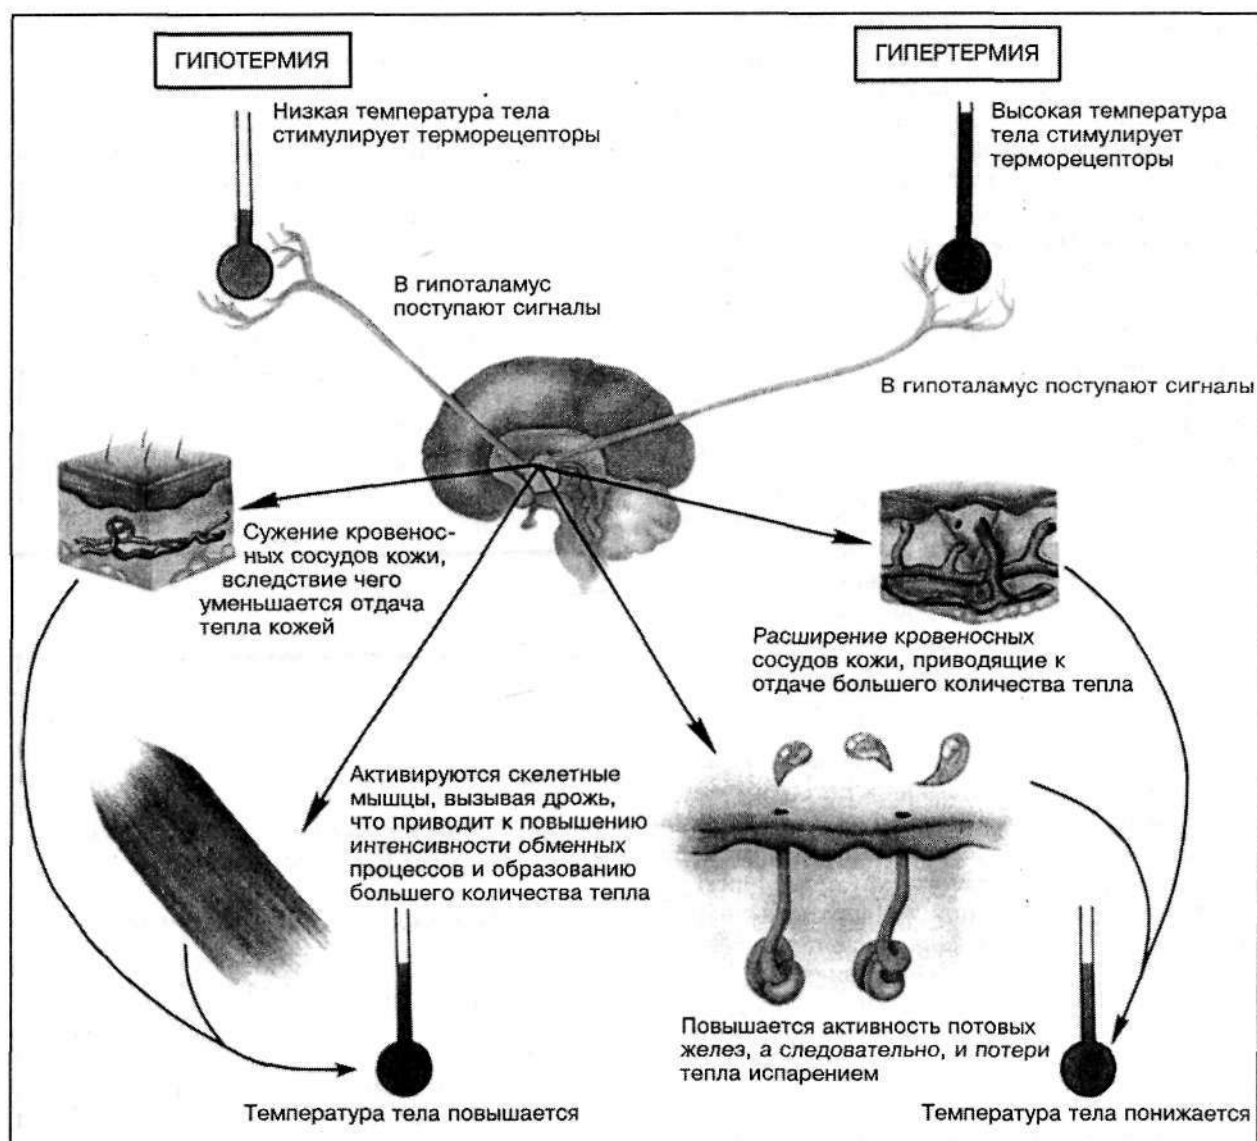 ГИПОТЕРМИЯ
Низкая температура тела
стимулирует терморецепторы
В гипоталамус
поступают сигналы
ГИПЕРТЕРМИЯ
Высокая температура
тела стимулирует
терморецепторы
В гипоталамус поступают сигналы
Сужение кровенос-
ных сосудов кожи,
вследствие чего
уменьшается отдача
тепла кожей
Расширение кровеносных
сосудов кожи, приводящие к
отдаче большего количества тепла
Активируются скелетные
мышцы, вызывая дрожь,
что приводит к повышению
интенсивности обменных
процессов и образованию
большего количества тепла
Повышается активность потовых
желез, а следовательно, и потери
тепла испарением
Температура тела повышается
Температура тела понижается